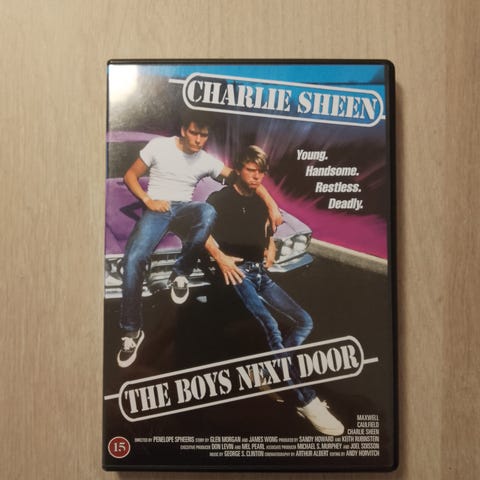 CHARLIE SHEEN
Young.
Handsome.
Restless.
Deadly.
THE BOYS NEXT DOOR
MAXWELL
CAULFIELD
CHARLIE SHEEN
DIRECTED BY PENELOPE SPHEERIS STORY BY GLEN MORGAN AND JAMES WONG PRODUCED BY SANDY HOWARD AND KEITH RUBINSTEIN
EXECUTIVE PRODUCER DON LEVIN AND MEL PEARL ASSOCIATE PRODUCER MICHAEL S. MURPHEY AND JOEL SOISSON
MUSIC BY GEORGE S. CLINTON CINEMATOGRAPHY BY ARTHUR ALBERT EDITING BY ANDY HORVITCH
15